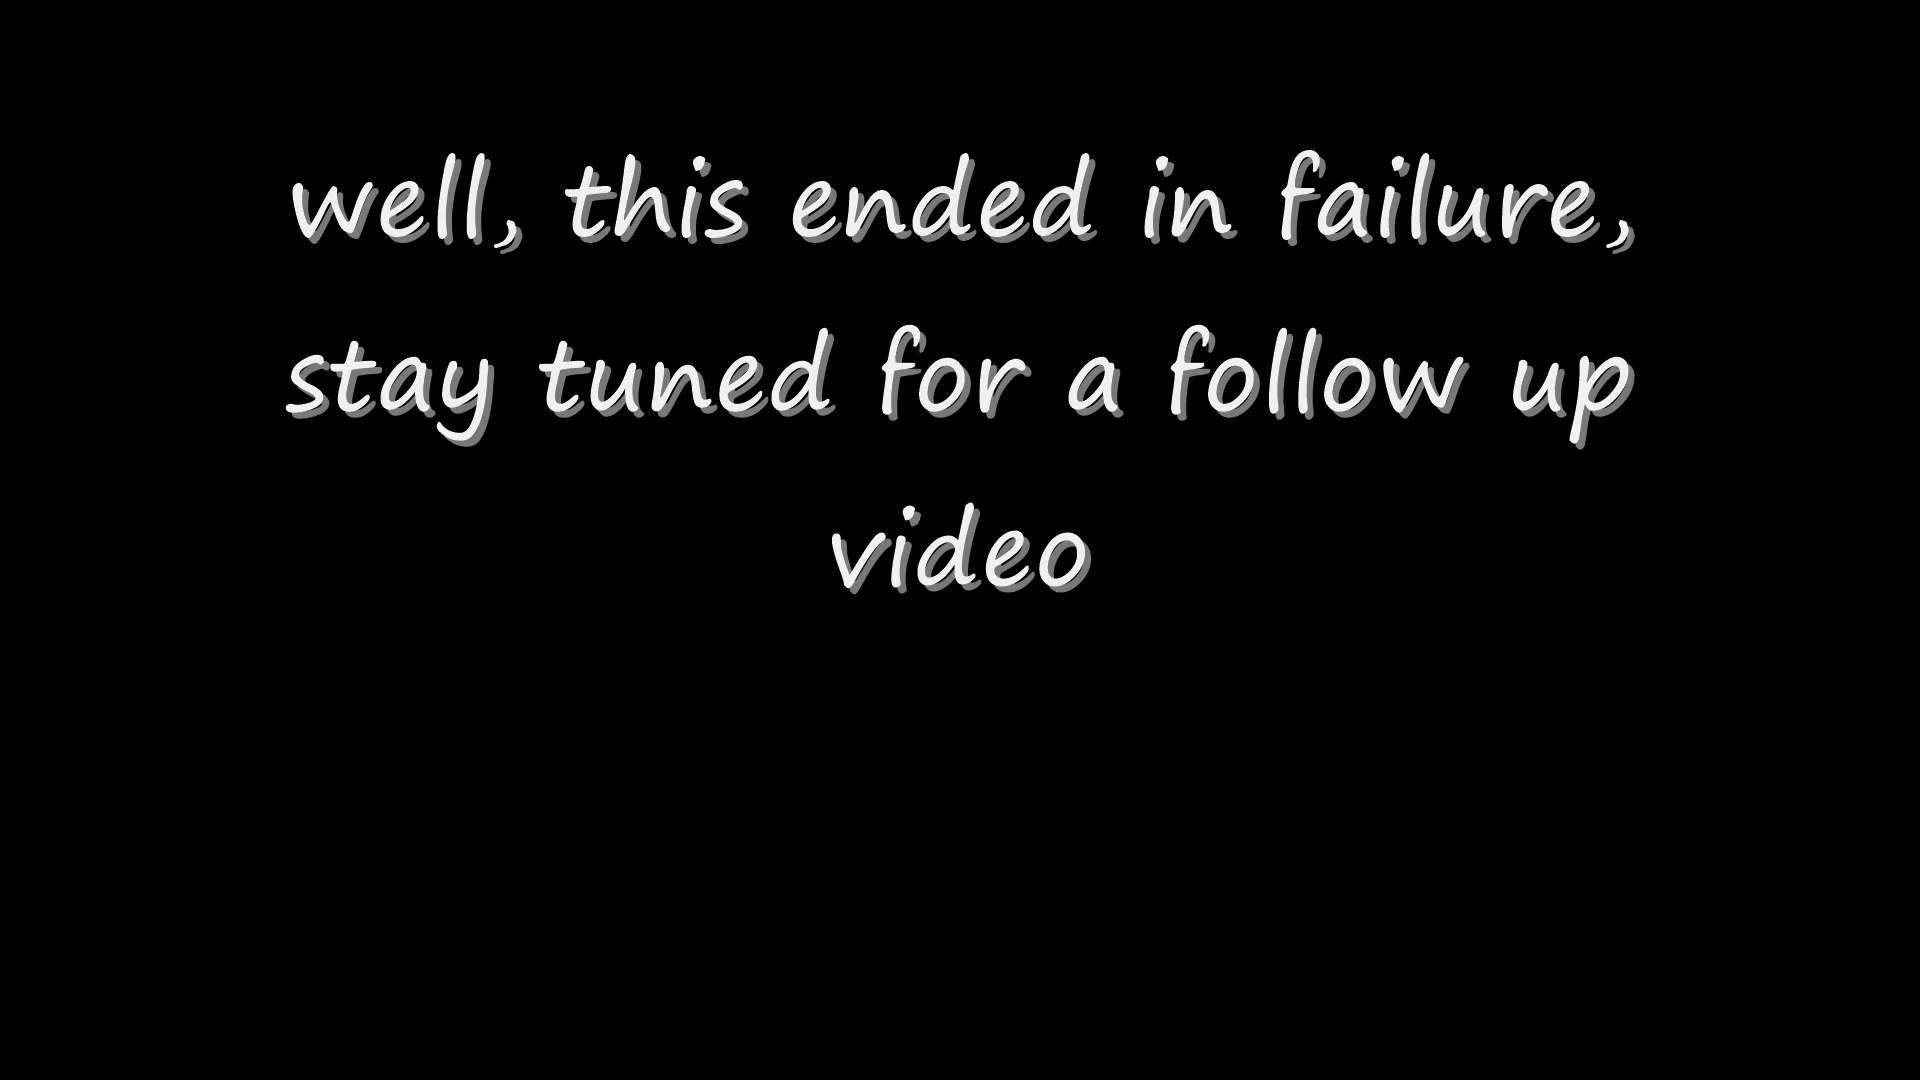 well, this ended in failure,
stay tuned for a follow up
video